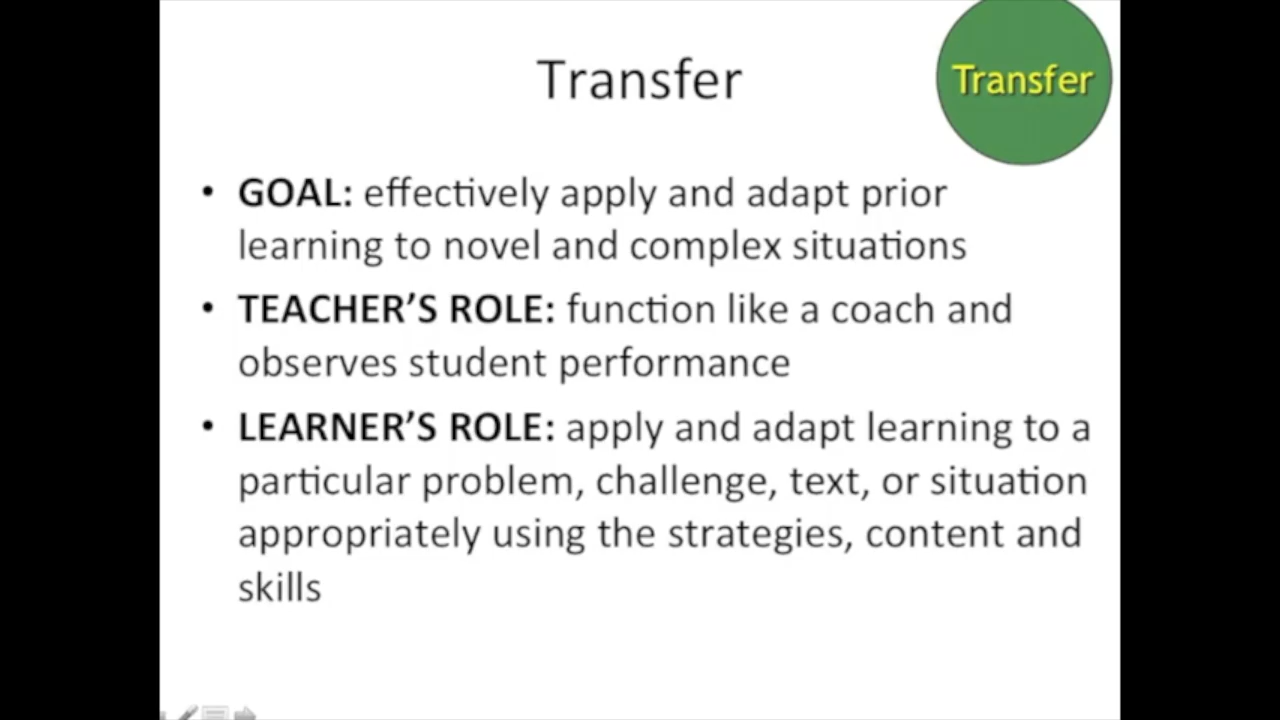 Transfer
Transfer
• GOAL: effectively apply and adapt prior
learning to novel and complex situations
• TEACHER’S ROLE: function like a coach and
observes student performance
• LEARNER’S ROLE: apply and adapt learning to a
particular problem, challenge, text, or situation
appropriately using the strategies, content and
skills